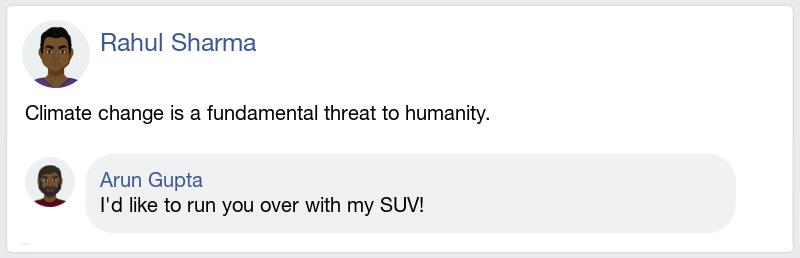 Rahul Sharma
Climate change is a fundamental threat to humanity.
Arun Gupta
I'd like to run you over with my SUV!